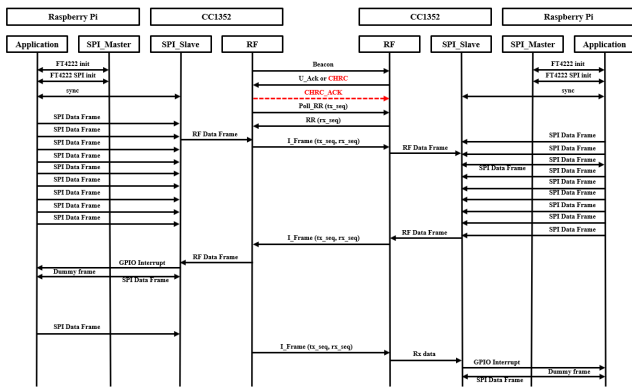 Raspberry Pi
CC1352
CC1352
Raspberry Pi
Application
SPI_Master
SPI_Slave
RF
RF
SPI_Slave
SPI_Master
Application
FT4222 init
Beacon
FT4222 init
FT4222 SPI init
U_Ack or CHRC
FT4222 SPI init
sync
CHRC_ACK
sync
Poll_RR (tx_seq)
SPI Data Frame
RR (rx_seq)
SPI Data Frame
RF Data Frame
SPI Data Frame
SPI Data Frame
I_Frame (tx_seq, rx_seq)
RF Data Frame
SPI Data Frame
SPI Data Frame
SPI Data Frame
SPI Data Frame
SPI Data Frame
SPI Data Frame
SPI Data Frame
SPI Data Frame
SPI Data Frame
SPI Data Frame
SPI Data Frame
SPI Data Frame
SPI Data Frame
SPI Data Frame
RF Data Frame
SPI Data Frame
I_Frame (tx_seq, rx_seq)
RF Data Frame
GPIO Interrupt
Dummy frame
SPI Data Frame
SPI Data Frame
I_Frame (tx_seq, rx_seq)
Rx data
GPIO Interrupt
Dummy frame
SPI Data Frame